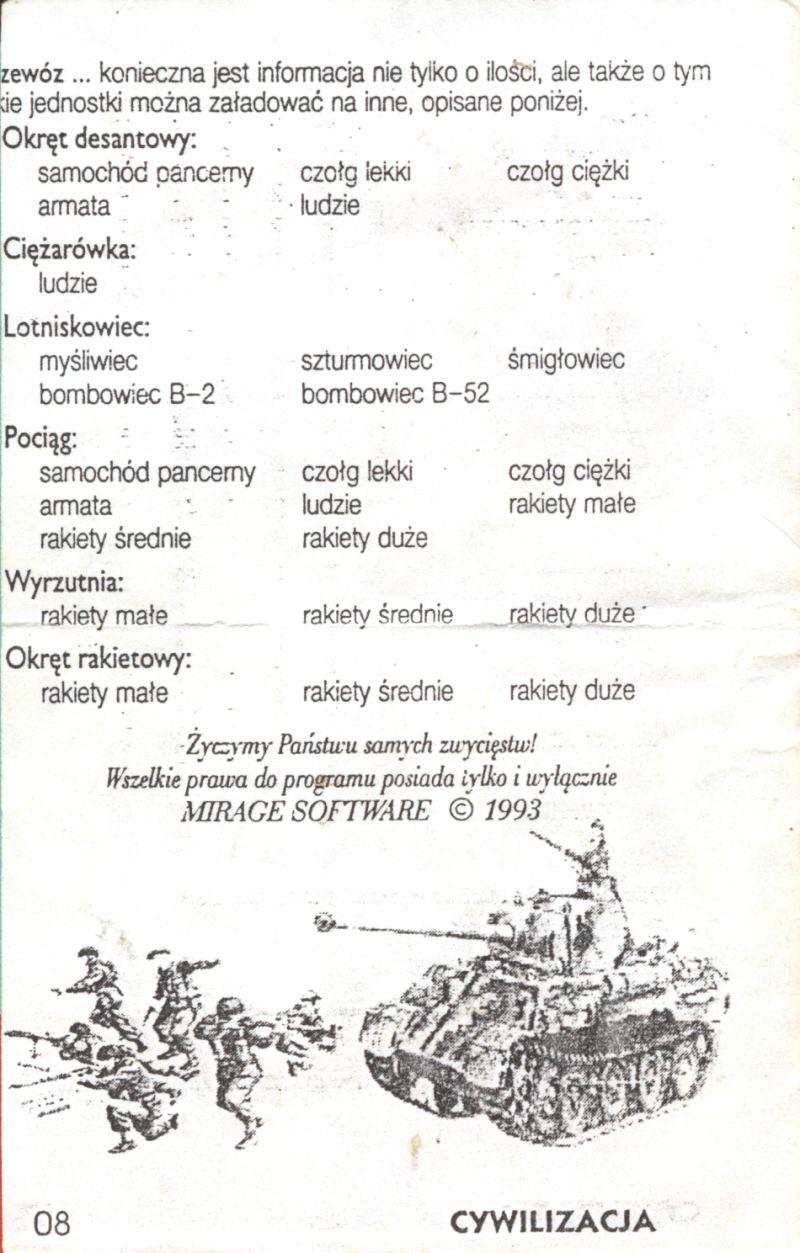 zewóz ... konieczna jest informacja nie tylko o ilości, ale także o tym
kie jednostki można załadować na inne, opisane poniżej.
Okręt desantowy:
samochód pancerny czołg lekki czołg ciężki
armata ludzie
Ciężarówka:
ludzie
Lotniskowiec:
myśliwiec szturmowiec śmigłowiec
bombowiec B-2 bombowiec B-52
Pociąg:
samochód pancerny czołg lekki czołg ciężki
armata ludzie rakiety małe
rakiety średnie rakiety duże
Wyrzutnia:
rakiety małe rakiety średnie rakiety duże
Okręt rakietowy:
rakiety małe rakiety średnie rakiety duże
Życzymy Państwu samych zwycięstw!
Wszelkie prawa do programu posiada tylko i wyłącznie
MIRAGE SOFTWARE © 1993
08 CYWILIZACJA